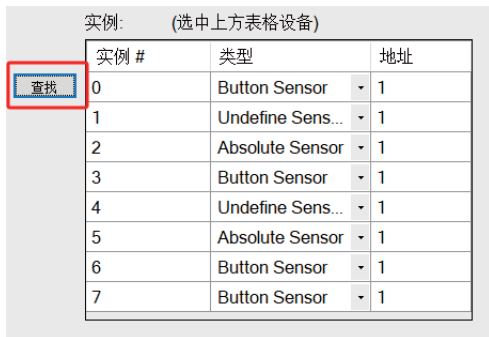 实例: (选中上方表格设备)
实例 # 类型 地址
查找 0 Button Sensor 1
1 Undefine Sens... 1
2 Absolute Sensor 1
3 Button Sensor 1
4 Undefine Sens... 1
5 Absolute Sensor 1
6 Button Sensor 1
7 Button Sensor 1